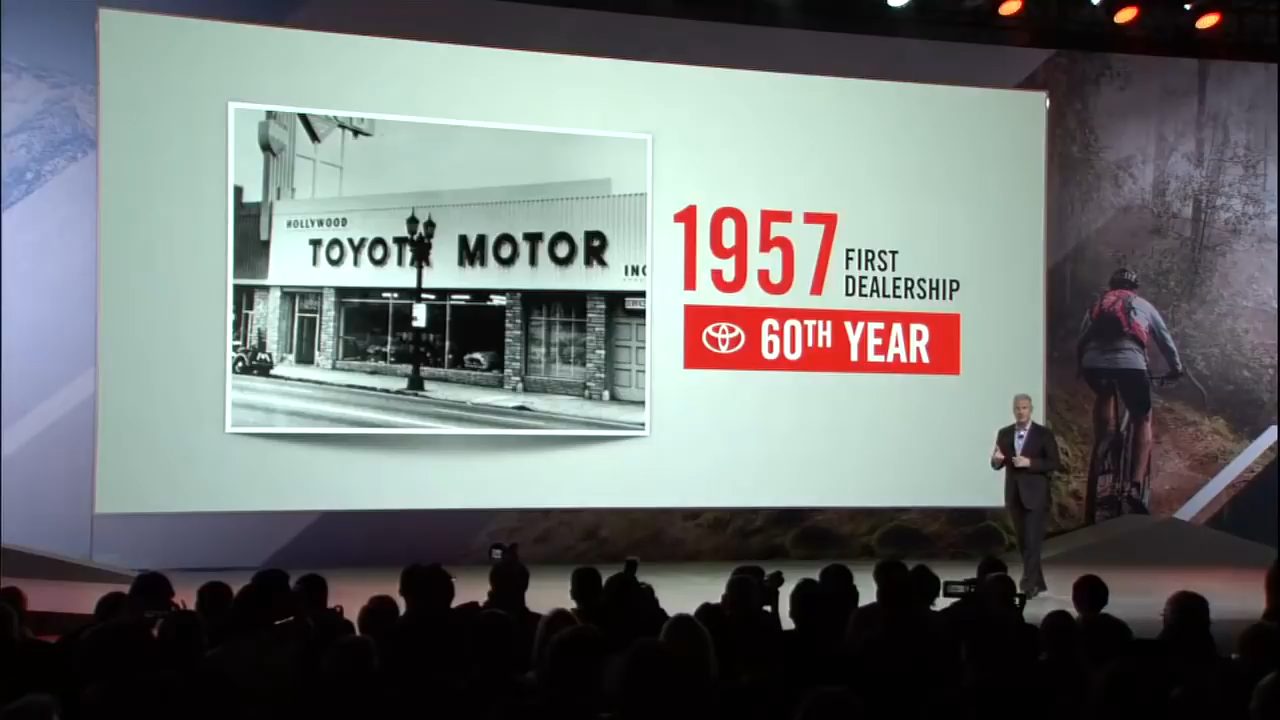 HOLLYWOOD
TOYOTA MOTOR
INC
1957 FIRST
DEALERSHIP
60TH YEAR